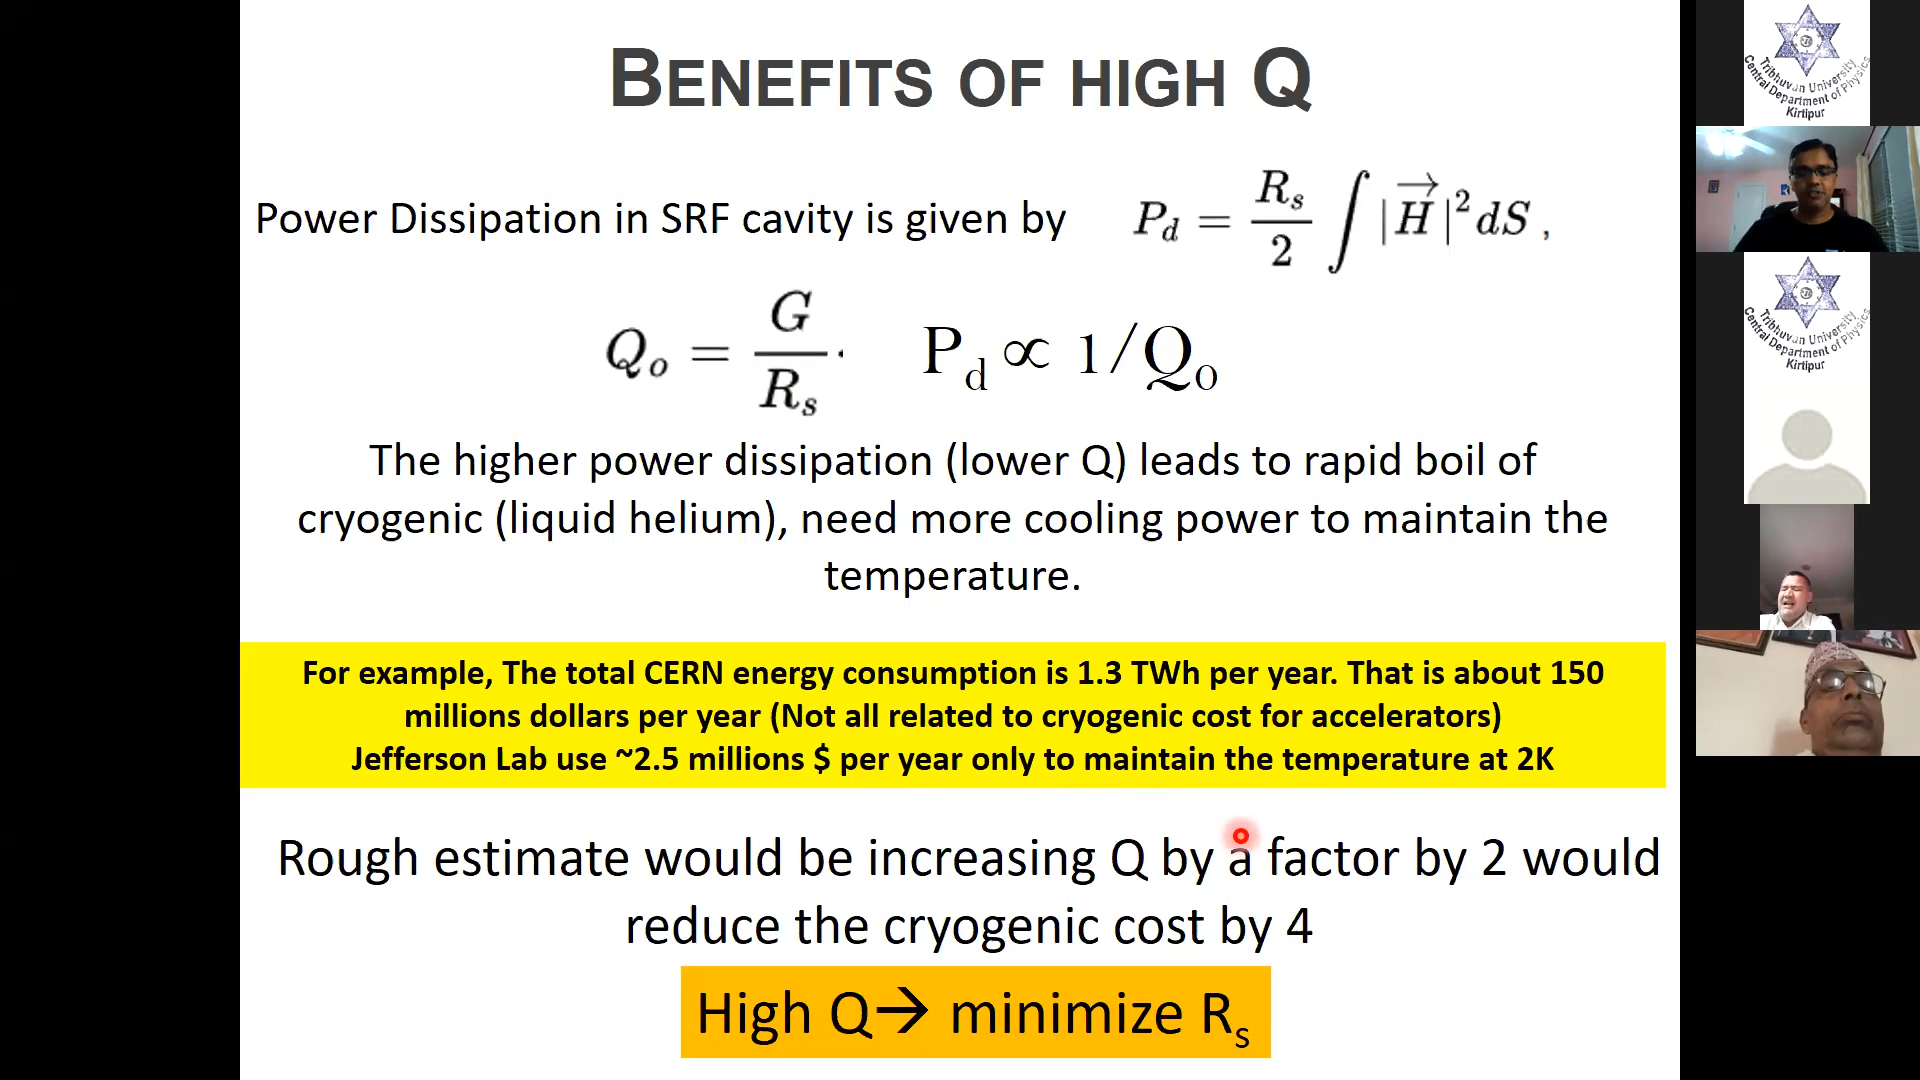 BENEFITS OF HIGH Q
Power Dissipation in SRF cavity is given by P_d = R_s/2 ∫ |H⃗|² dS ,
Q_o = G/R_s . P_d ∝ 1/Q_0
The higher power dissipation (lower Q) leads to rapid boil of
cryogenic (liquid helium), need more cooling power to maintain the
temperature.
For example, The total CERN energy consumption is 1.3 TWh per year. That is about 150
millions dollars per year (Not all related to cryogenic cost for accelerators)
Jefferson Lab use ~2.5 millions $ per year only to maintain the temperature at 2K
Rough estimate would be increasing Q by a factor by 2 would
reduce the cryogenic cost by 4
High Q→ minimize R_s
Tribhuvan University
Central Department of Physics
Kirtipur
Tribhuvan University
Central Department of Physics
Kirtipur